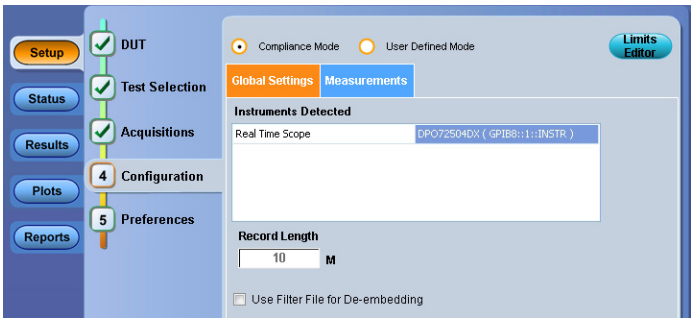 Setup
Status
Results
Plots
Reports
DUT
Test Selection
Acquisitions
4 Configuration
5 Preferences
Compliance Mode User Defined Mode
Limits
Editor
Global Settings Measurements
Instruments Detected
Real Time Scope DPO72504DX ( GPIB8::1::INSTR )
Record Length
10 M
Use Filter File for De-embedding